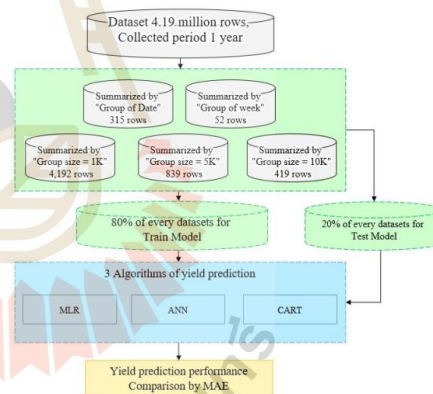 Dataset 4.19.million rows,
Collected period 1 year
Summarized by
"Group of Date"
315 rows
Summarized by
"Group of week"
52 rows
Summarized by
"Group size = 1K"
4,192 rows
Summarized by
"Group size = 5K"
839 rows
Summarized by
"Group size = 10K"
419 rows
80% of every datasets for
Train Model
20% of every datasets for
Test Model
3 Algorithms of yield prediction
MLR
ANN
CART
Yield prediction performance
Comparison by MAE